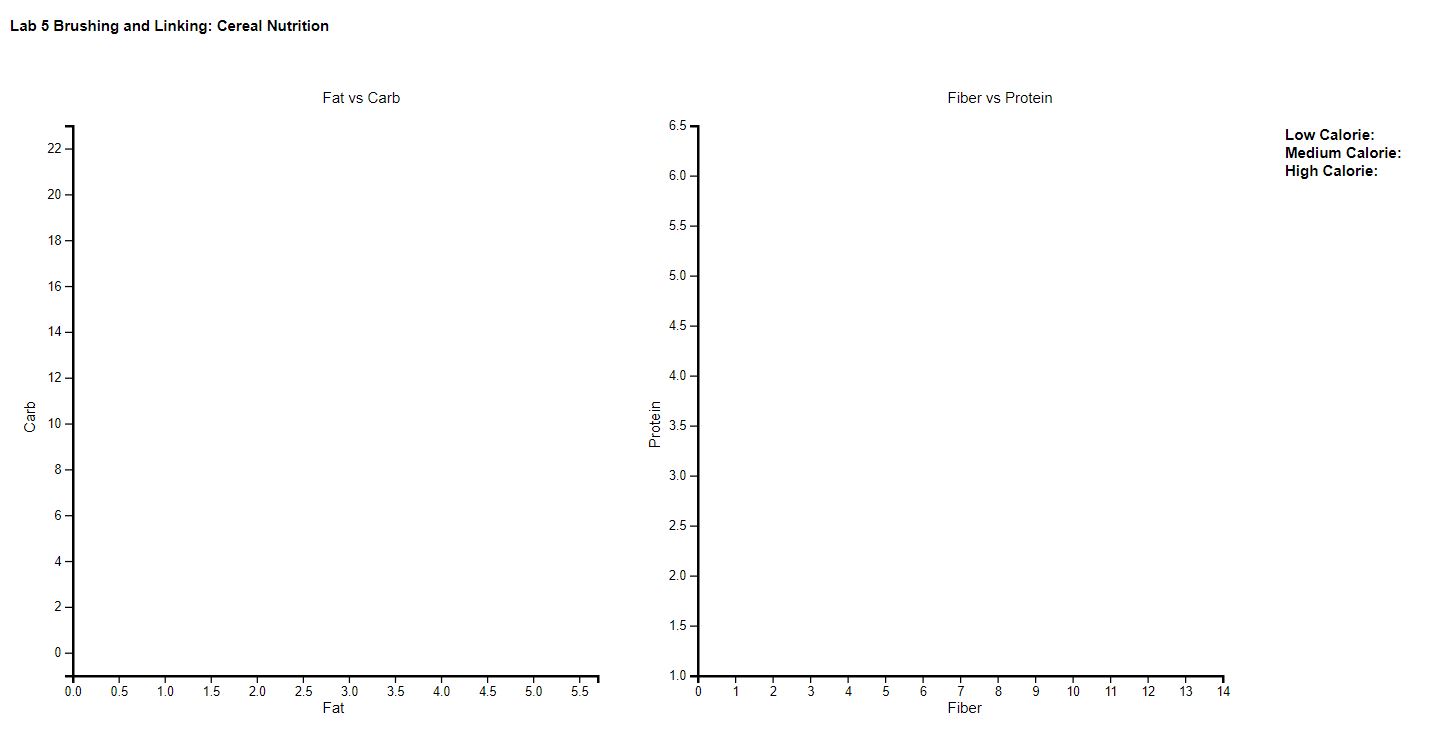 Lab 5 Brushing and Linking: Cereal Nutrition
Fat vs Carb
22
20
18
16
14
12
10
8
6
4
2
0
Carb
0.0 0.5 1.0 1.5 2.0 2.5 3.0 3.5 4.0 4.5 5.0 5.5
Fat
Fiber vs Protein
6.5
6.0
5.5
5.0
4.5
4.0
3.5
3.0
2.5
2.0
1.5
1.0
Protein
0 1 2 3 4 5 6 7 8 9 10 11 12 13 14
Fiber
Low Calorie:
Medium Calorie:
High Calorie: